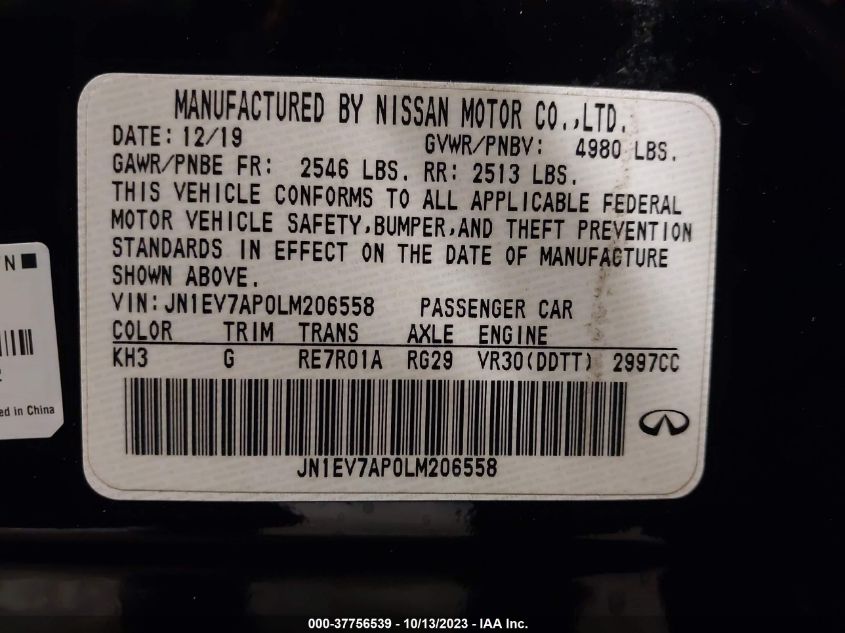 MANUFACTURED BY NISSAN MOTOR CO.,LTD.
DATE: 12/19 GVWR/PNBV: 4980 LBS.
GAWR/PNBE FR: 2546 LBS. RR: 2513 LBS.
THIS VEHICLE CONFORMS TO ALL APPLICABLE FEDERAL
MOTOR VEHICLE SAFETY,BUMPER,AND THEFT PREVENTION
STANDARDS IN EFFECT ON THE DATE OF MANUFACTURE
SHOWN ABOVE.
VIN: JN1EV7AP0LM206558 PASSENGER CAR
COLOR TRIM TRANS AXLE ENGINE
KH3 G RE7R01A RG29 VR30(DDTT) 2997CC
JN1EV7AP0LM206558
N
in China
000-37756539 - 10/13/2023 - IAA Inc.